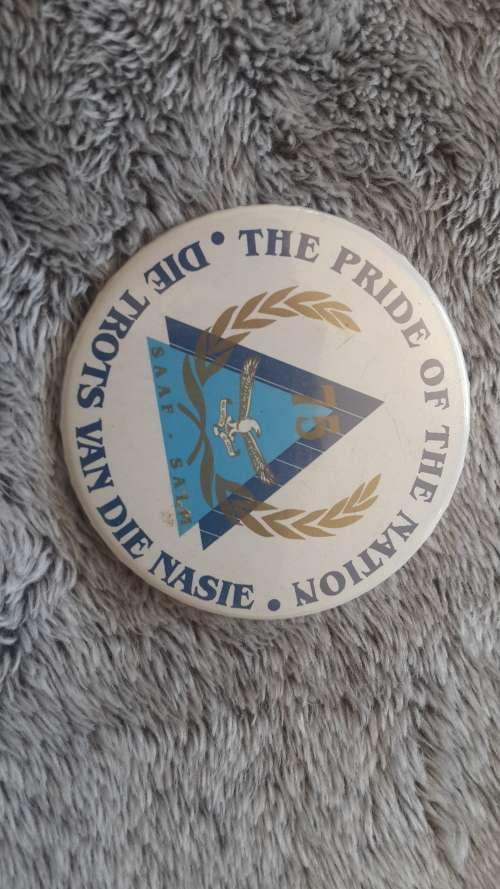 THE PRIDE OF THE NATION
75
SAAF · SALM
DIE TROTS VAN DIE NASIE